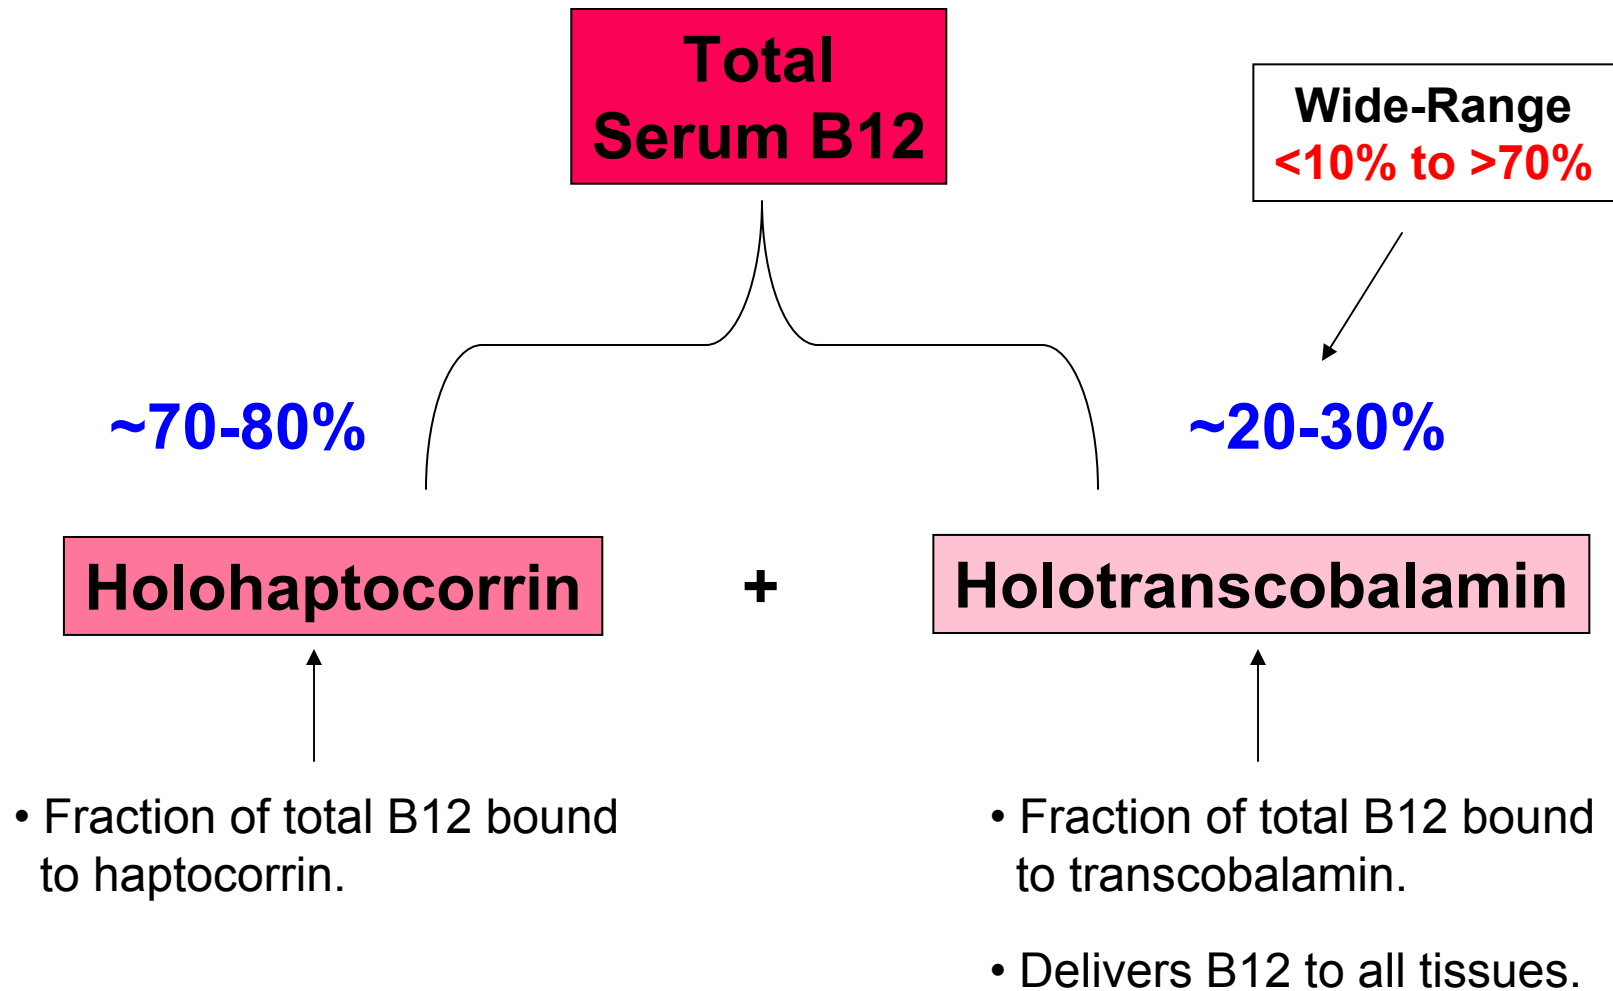 Total
Serum B12
Wide-Range
<10% to >70%
~70-80%
~20-30%
Holohaptocorrin
+
Holotranscobalamin
• Fraction of total B12 bound
to haptocorrin.
• Fraction of total B12 bound
to transcobalamin.
• Delivers B12 to all tissues.